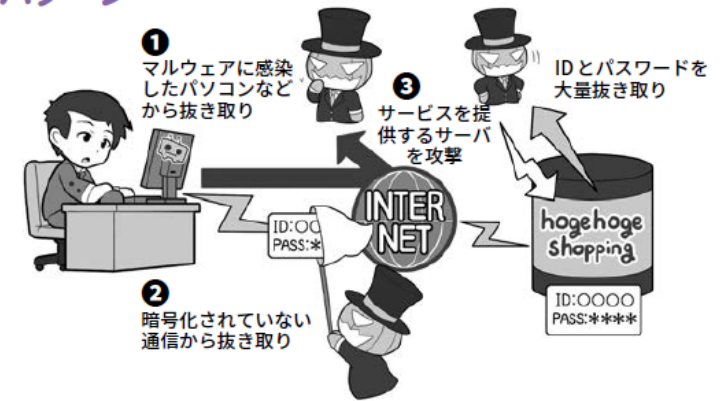 ❶
マルウェアに感染
したパソコンなど
から抜き取り
❸
サービスを提
供するサーバ
を攻撃
IDとパスワードを
大量抜き取り
ID:〇〇
PASS:*
INTER
NET
hogehoge
shopping
ID:〇〇〇〇
PASS:****
❷
暗号化されていない
通信から抜き取り